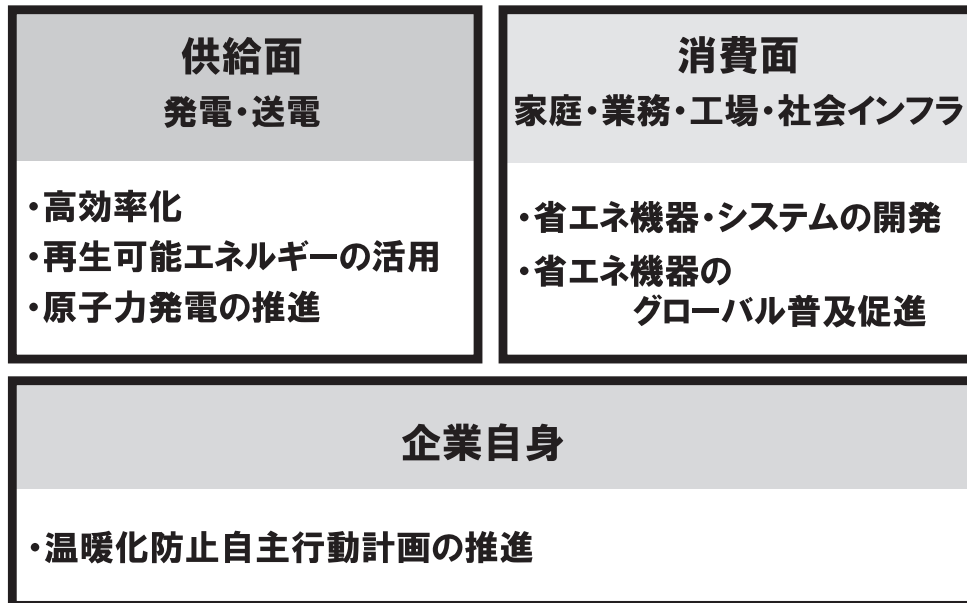 供給面
発電・送電
・高効率化
・再生可能エネルギーの活用
・原子力発電の推進
消費面
家庭・業務・工場・社会インフラ
・省エネ機器・システムの開発
・省エネ機器の
グローバル普及促進
企業自身
・温暖化防止自主行動計画の推進